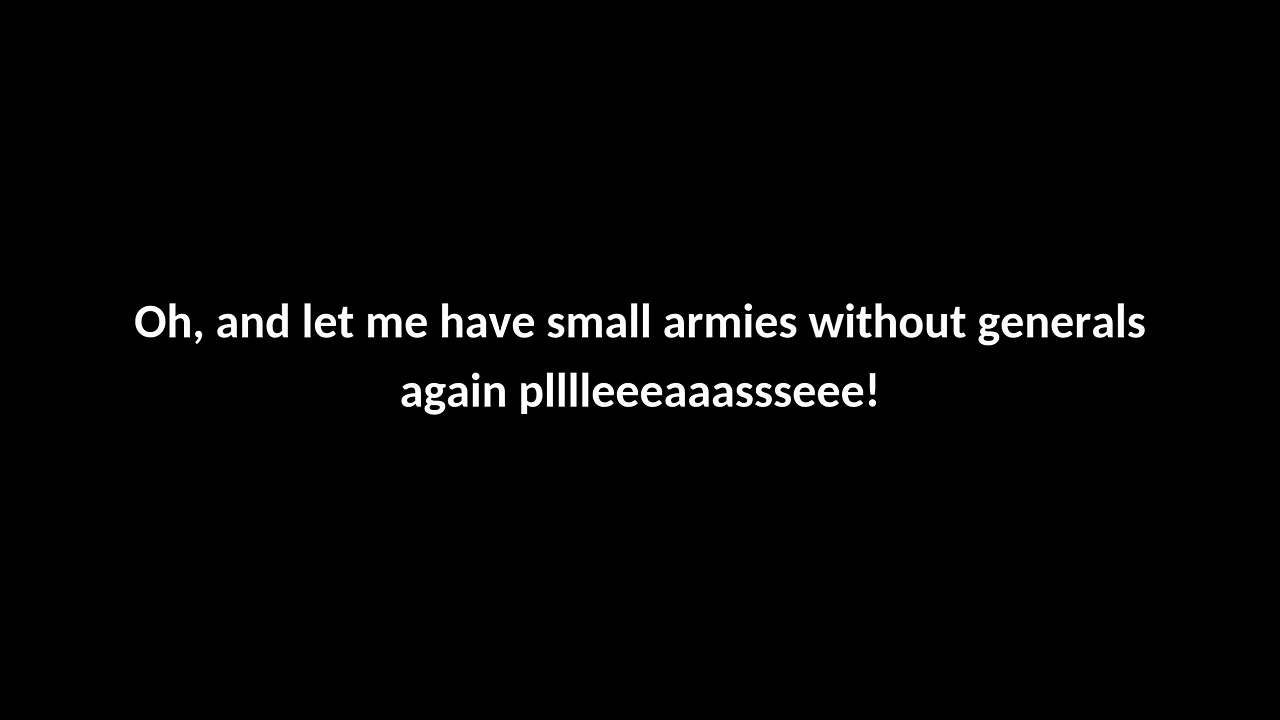 Oh, and let me have small armies without generals
again plllleeeaaassseee!